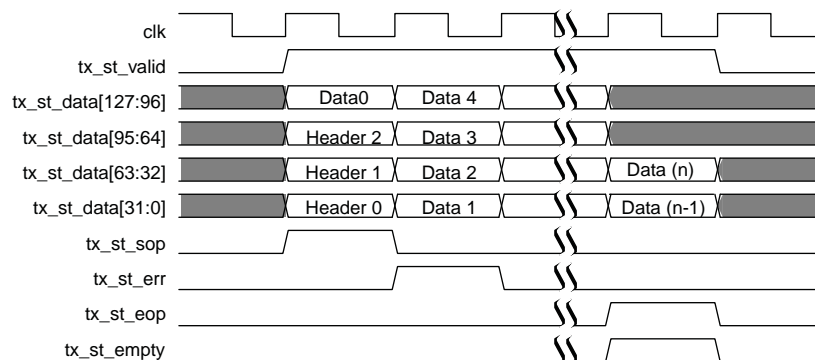 clk
tx_st_valid
tx_st_data[127:96] Data0 Data 4
tx_st_data[95:64] Header 2 Data 3
tx_st_data[63:32] Header 1 Data 2 Data (n)
tx_st_data[31:0] Header 0 Data 1 Data (n-1)
tx_st_sop
tx_st_err
tx_st_eop
tx_st_empty